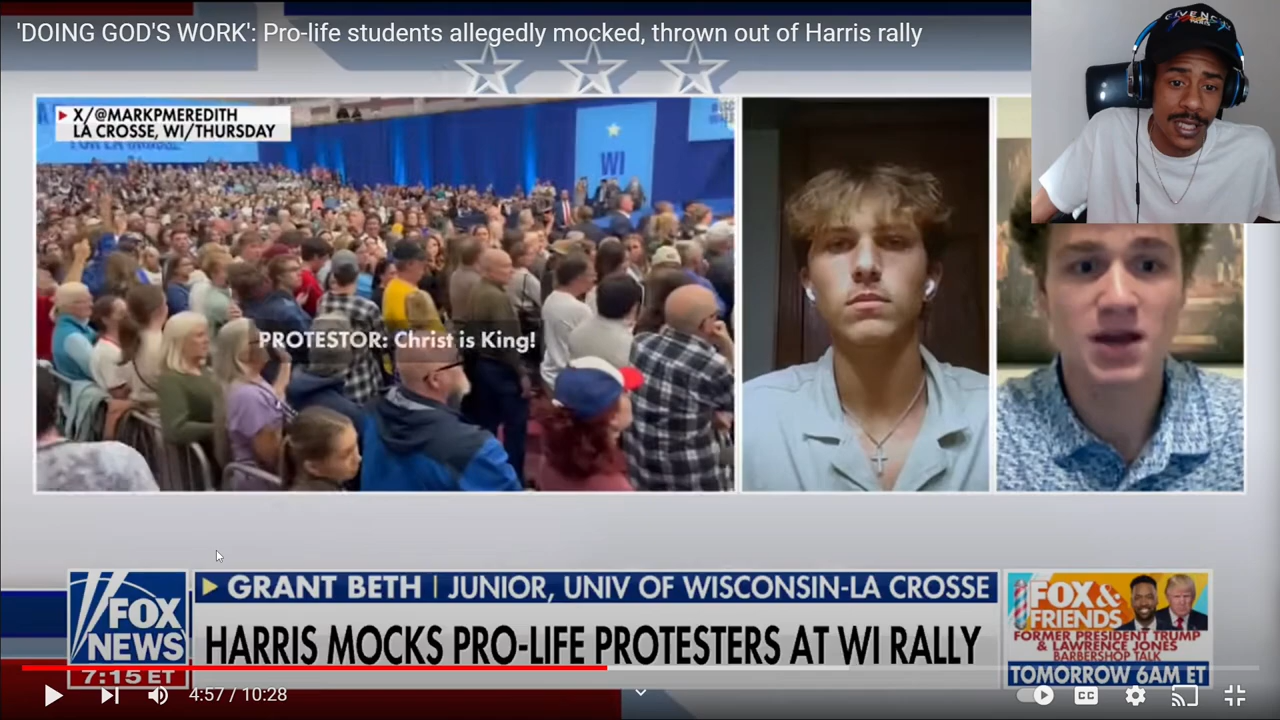 'DOING GOD'S WORK': Pro-life students allegedly mocked, thrown out of Harris rally
GIVENCHY
X/@MARKPMEREDITH
LA CROSSE, WI/THURSDAY
WI
PROTESTOR: Christ is King!
FOX
NEWS
7:15 ET
GRANT BETH | JUNIOR, UNIV OF WISCONSIN-LA CROSSE
HARRIS MOCKS PRO-LIFE PROTESTERS AT WI RALLY
FOX&
FRIENDS
FORMER PRESIDENT TRUMP
& LAWRENCE JONES
BARBERSHOP TALK
TOMORROW 6AM ET
4:57 / 10:28
CC